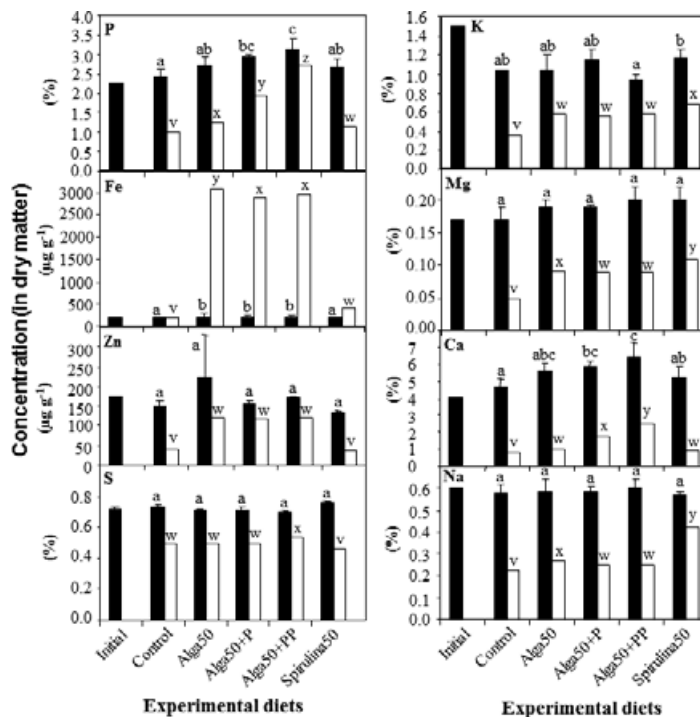 Concentration (in dry matter)
P
(%)
4.0
3.5
3.0
2.5
2.0
1.5
1.0
0.5
0.0
a v ab x bc y c z ab w
Fe
(µg g-1)
3000
2500
2000
1500
1000
500
0
a v b y b x b x a w
Zn
(µg g-1)
300
250
200
150
100
50
0
a v a w a w a w a v
S
(%)
0.8
0.6
0.4
0.2
0.0
a w a w a w a x a v
Initial Control Alga50 Alga50+P Alga50+PP Spirulina50
Experimental diets
K
(%)
1.6
1.4
1.2
1.0
0.6
0.4
0.2
0.0
ab v ab w ab w a w b x
Mg
(%)
0.20
0.15
0.10
0.05
0.00
a v a x a w a w a y
Ca
(%)
7
6
5
4
3
2
1
0
a v abc w bc x c y ab w
Na
(%)
0.6
0.5
0.4
0.3
0.2
0.1
0.0
a v a x a w a w a y
Initial Control Alga50 Alga50+P Alga50+PP Spirulina50
Experimental diets